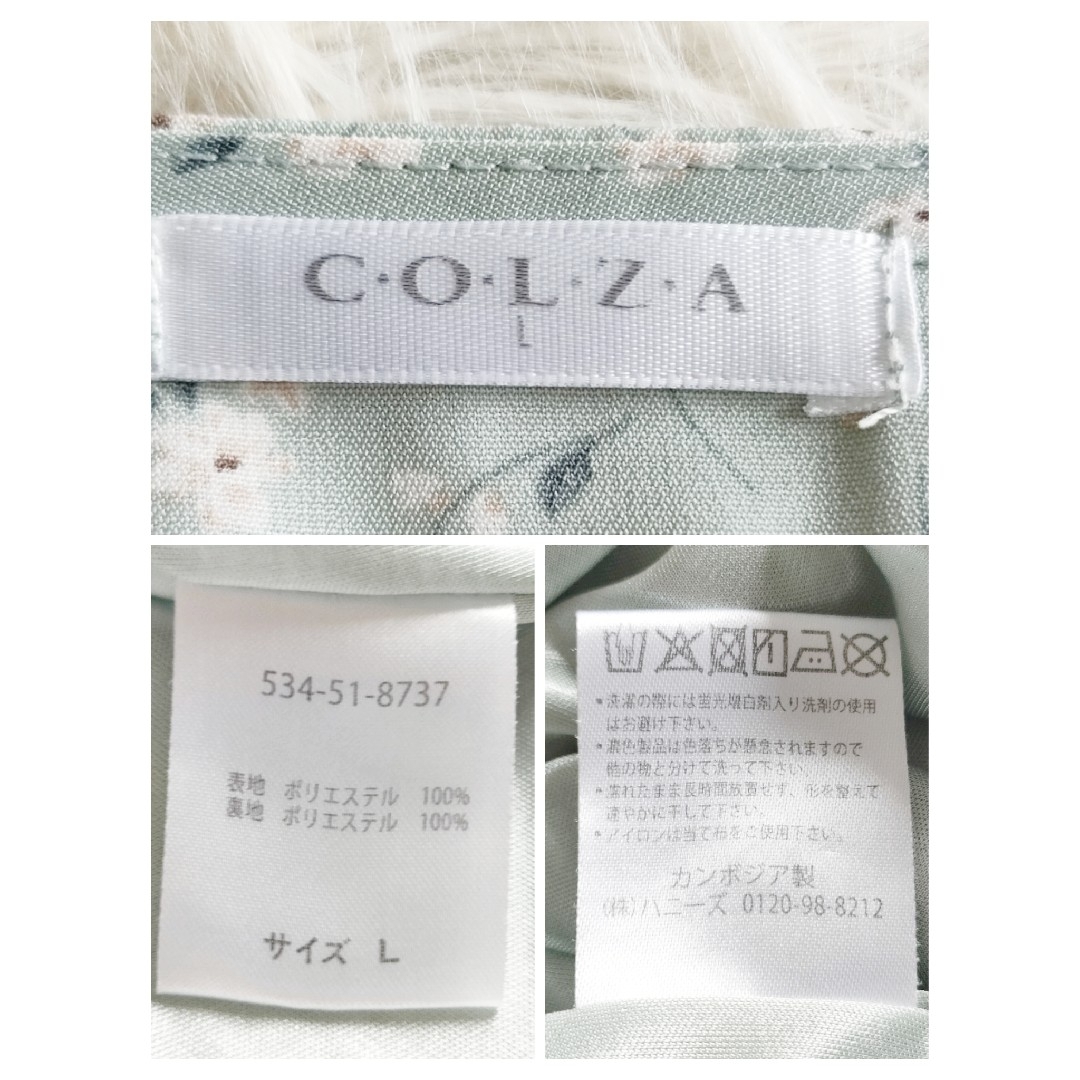 C·O·L·Z·A
L
534-51-8737
表地 ポリエステル 100%
裏地 ポリエステル 100%
サイズ L
*洗濯の際には蛍光増白剤入り洗剤の使用
はお避け下さい。
*濃色製品は色落ちが懸念されますので
他の物と分けて洗って下さい。
*濡れたまま長時間放置せず、形を整えて
速やかに干して下さい。
*アイロンは当て布をご使用下さい。
カンボジア製
(株)ハニーズ 0120-98-8212